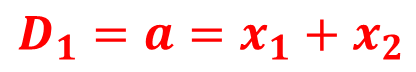 D₁ = a = x₁ + x₂